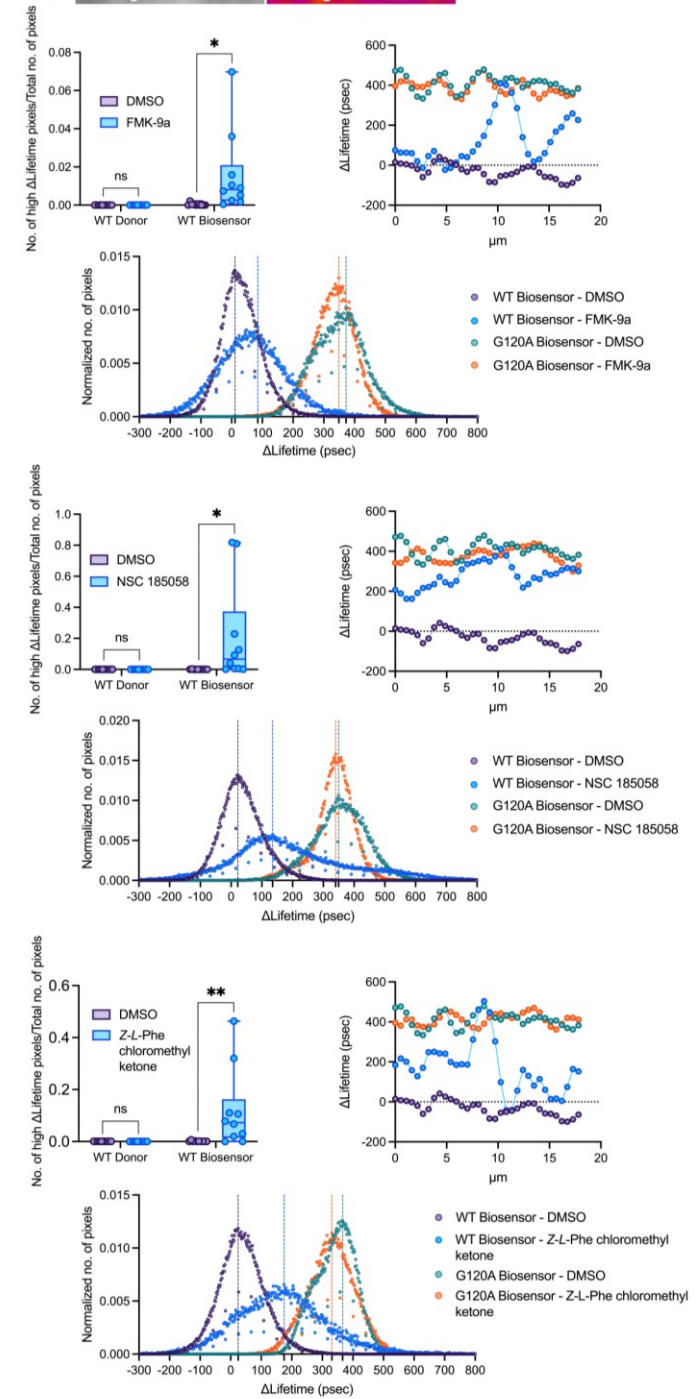 No. of high ΔLifetime pixels/Total no. of pixels
0.08
0.06
0.04
0.02
0.00
DMSO
FMK-9a
ns
*
WT Donor
WT Biosensor
ΔLifetime (psec)
600
400
200
0
-200
0
5
10
15
20
µm
Normalized no. of pixels
0.015
0.010
0.005
0.000
-300 -200 -100 0 100 200 300 400 500 600 700 800
ΔLifetime (psec)
WT Biosensor - DMSO
WT Biosensor - FMK-9a
G120A Biosensor - DMSO
G120A Biosensor - FMK-9a
No. of high ΔLifetime pixels/Total no. of pixels
1.0
0.8
0.6
0.4
0.2
0.0
DMSO
NSC 185058
ns
*
WT Donor
WT Biosensor
ΔLifetime (psec)
600
400
200
0
-200
0
5
10
15
20
µm
Normalized no. of pixels
0.020
0.015
0.010
0.005
0.000
-300 -200 -100 0 100 200 300 400 500 600 700 800
ΔLifetime (psec)
WT Biosensor - DMSO
WT Biosensor - NSC 185058
G120A Biosensor - DMSO
G120A Biosensor - NSC 185058
No. of high ΔLifetime pixels/Total no. of pixels
0.6
0.4
0.2
0.0
DMSO
Z-L-Phe
chloromethyl
ketone
ns
**
WT Donor
WT Biosensor
ΔLifetime (psec)
600
400
200
0
-200
0
5
10
15
20
µm
Normalized no. of pixels
0.015
0.010
0.005
0.000
-300 -200 -100 0 100 200 300 400 500 600 700 800
ΔLifetime (psec)
WT Biosensor - DMSO
WT Biosensor - Z-L-Phe chloromethyl
ketone
G120A Biosensor - DMSO
G120A Biosensor - Z-L-Phe chloromethyl
ketone